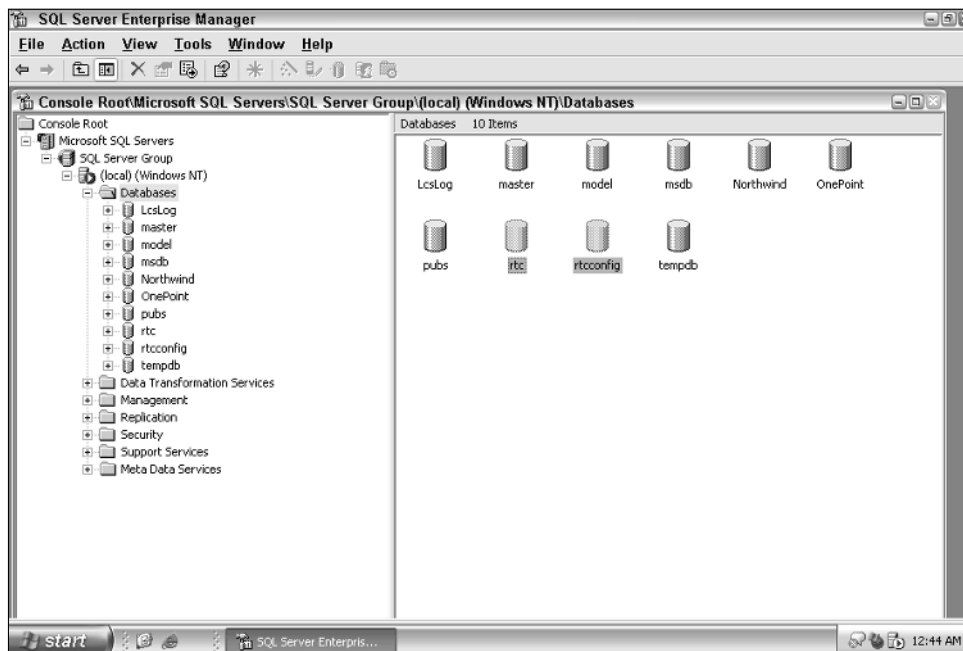 SQL Server Enterprise Manager
File Action View Tools Window Help
Console Root\Microsoft SQL Servers\SQL Server Group\(local) (Windows NT)\Databases
Console Root
Microsoft SQL Servers
SQL Server Group
(local) (Windows NT)
Databases
LcsLog
master
model
msdb
Northwind
OnePoint
pubs
rtc
rtcconfig
tempdb
Data Transformation Services
Management
Replication
Security
Support Services
Meta Data Services
Databases 10 Items
LcsLog master model msdb Northwind OnePoint
pubs rtc rtcconfig tempdb
start SQL Server Enterpris... 12:44 AM